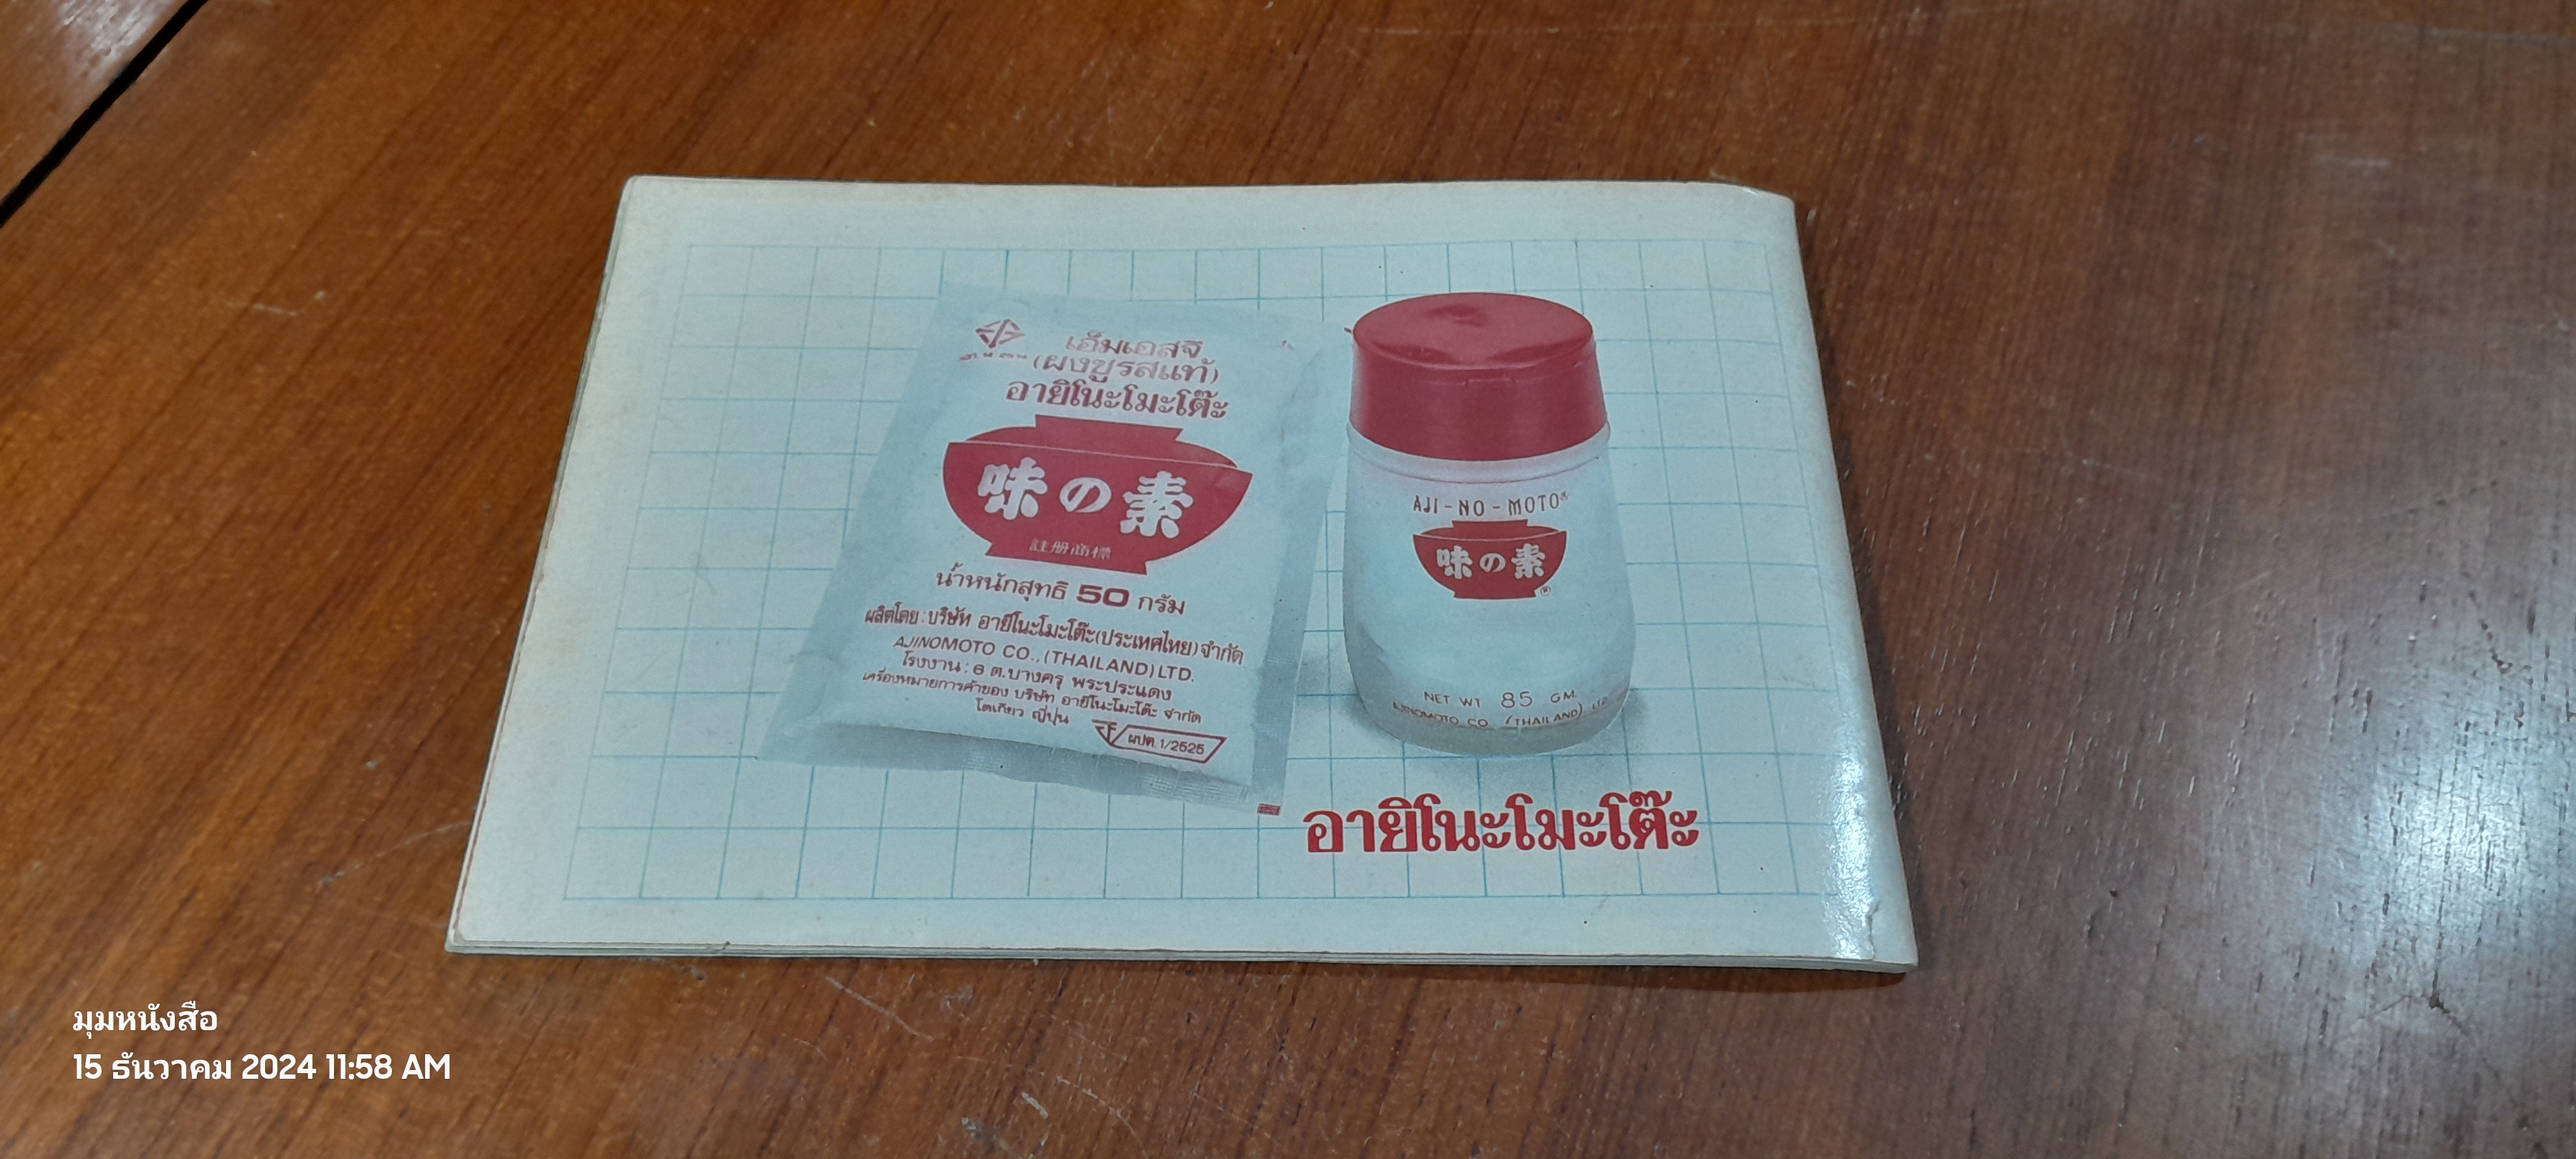 เอ็มเอสจี
(ผงชูรสแท้)
อายิโนะโมะโต๊ะ
味の素
註册商標
น้ำหนักสุทธิ 50 กรัม
ผลิตโดย : บริษัท อายิโนะโมะโต๊ะ(ประเทศไทย)จำกัด
AJINOMOTO CO., (THAILAND) LTD.
โรงงาน : 6 ต.บางครุ พระประแดง
เครื่องหมายการค้าของ บริษัท อายิโนะโมะโต๊ะ จำกัด
โตเกียว ญี่ปุ่น
ผปด.1/2525
AJI-NO-MOTO®
味の素
®
NET WT 85 GM.
AJINOMOTO CO. (THAILAND) LTD.
อายิโนะโมะโต๊ะ
มุมหนังสือ
15 ธันวาคม 2024 11:58 AM